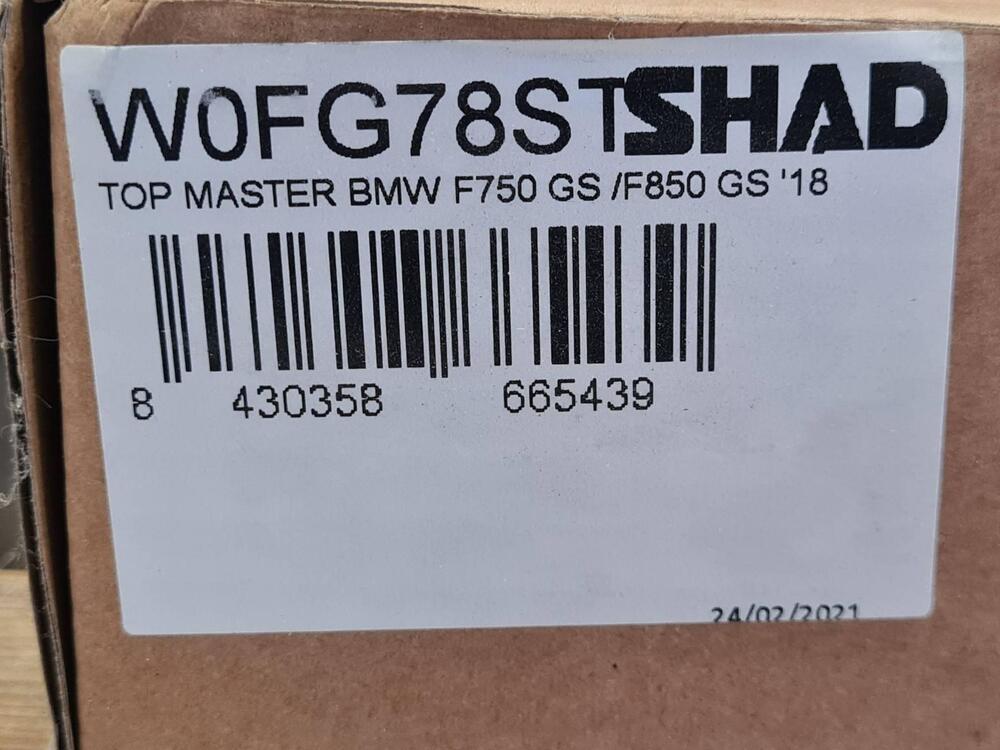 W0FG78ST SHAD
TOP MASTER BMW F750 GS /F850 GS '18
8 430358 665439
24/02/2021